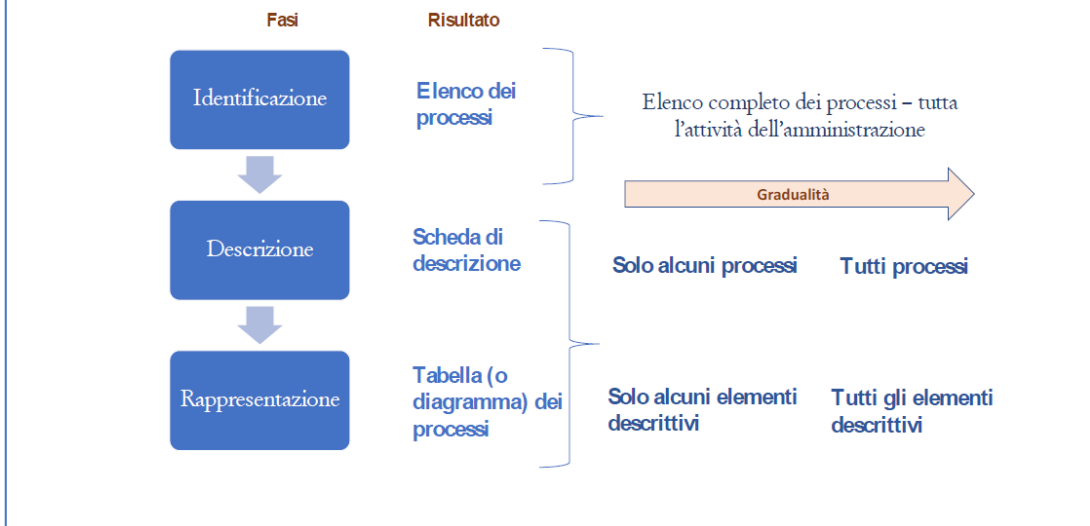 Fasi
Risultato
Identificazione
Elenco dei
processi
Elenco completo dei processi – tutta
l'attività dell'amministrazione
Gradualità
Descrizione
Scheda di
descrizione
Solo alcuni processi
Tutti processi
Rappresentazione
Tabella (o
diagramma) dei
processi
Solo alcuni elementi
descrittivi
Tutti gli elementi
descrittivi